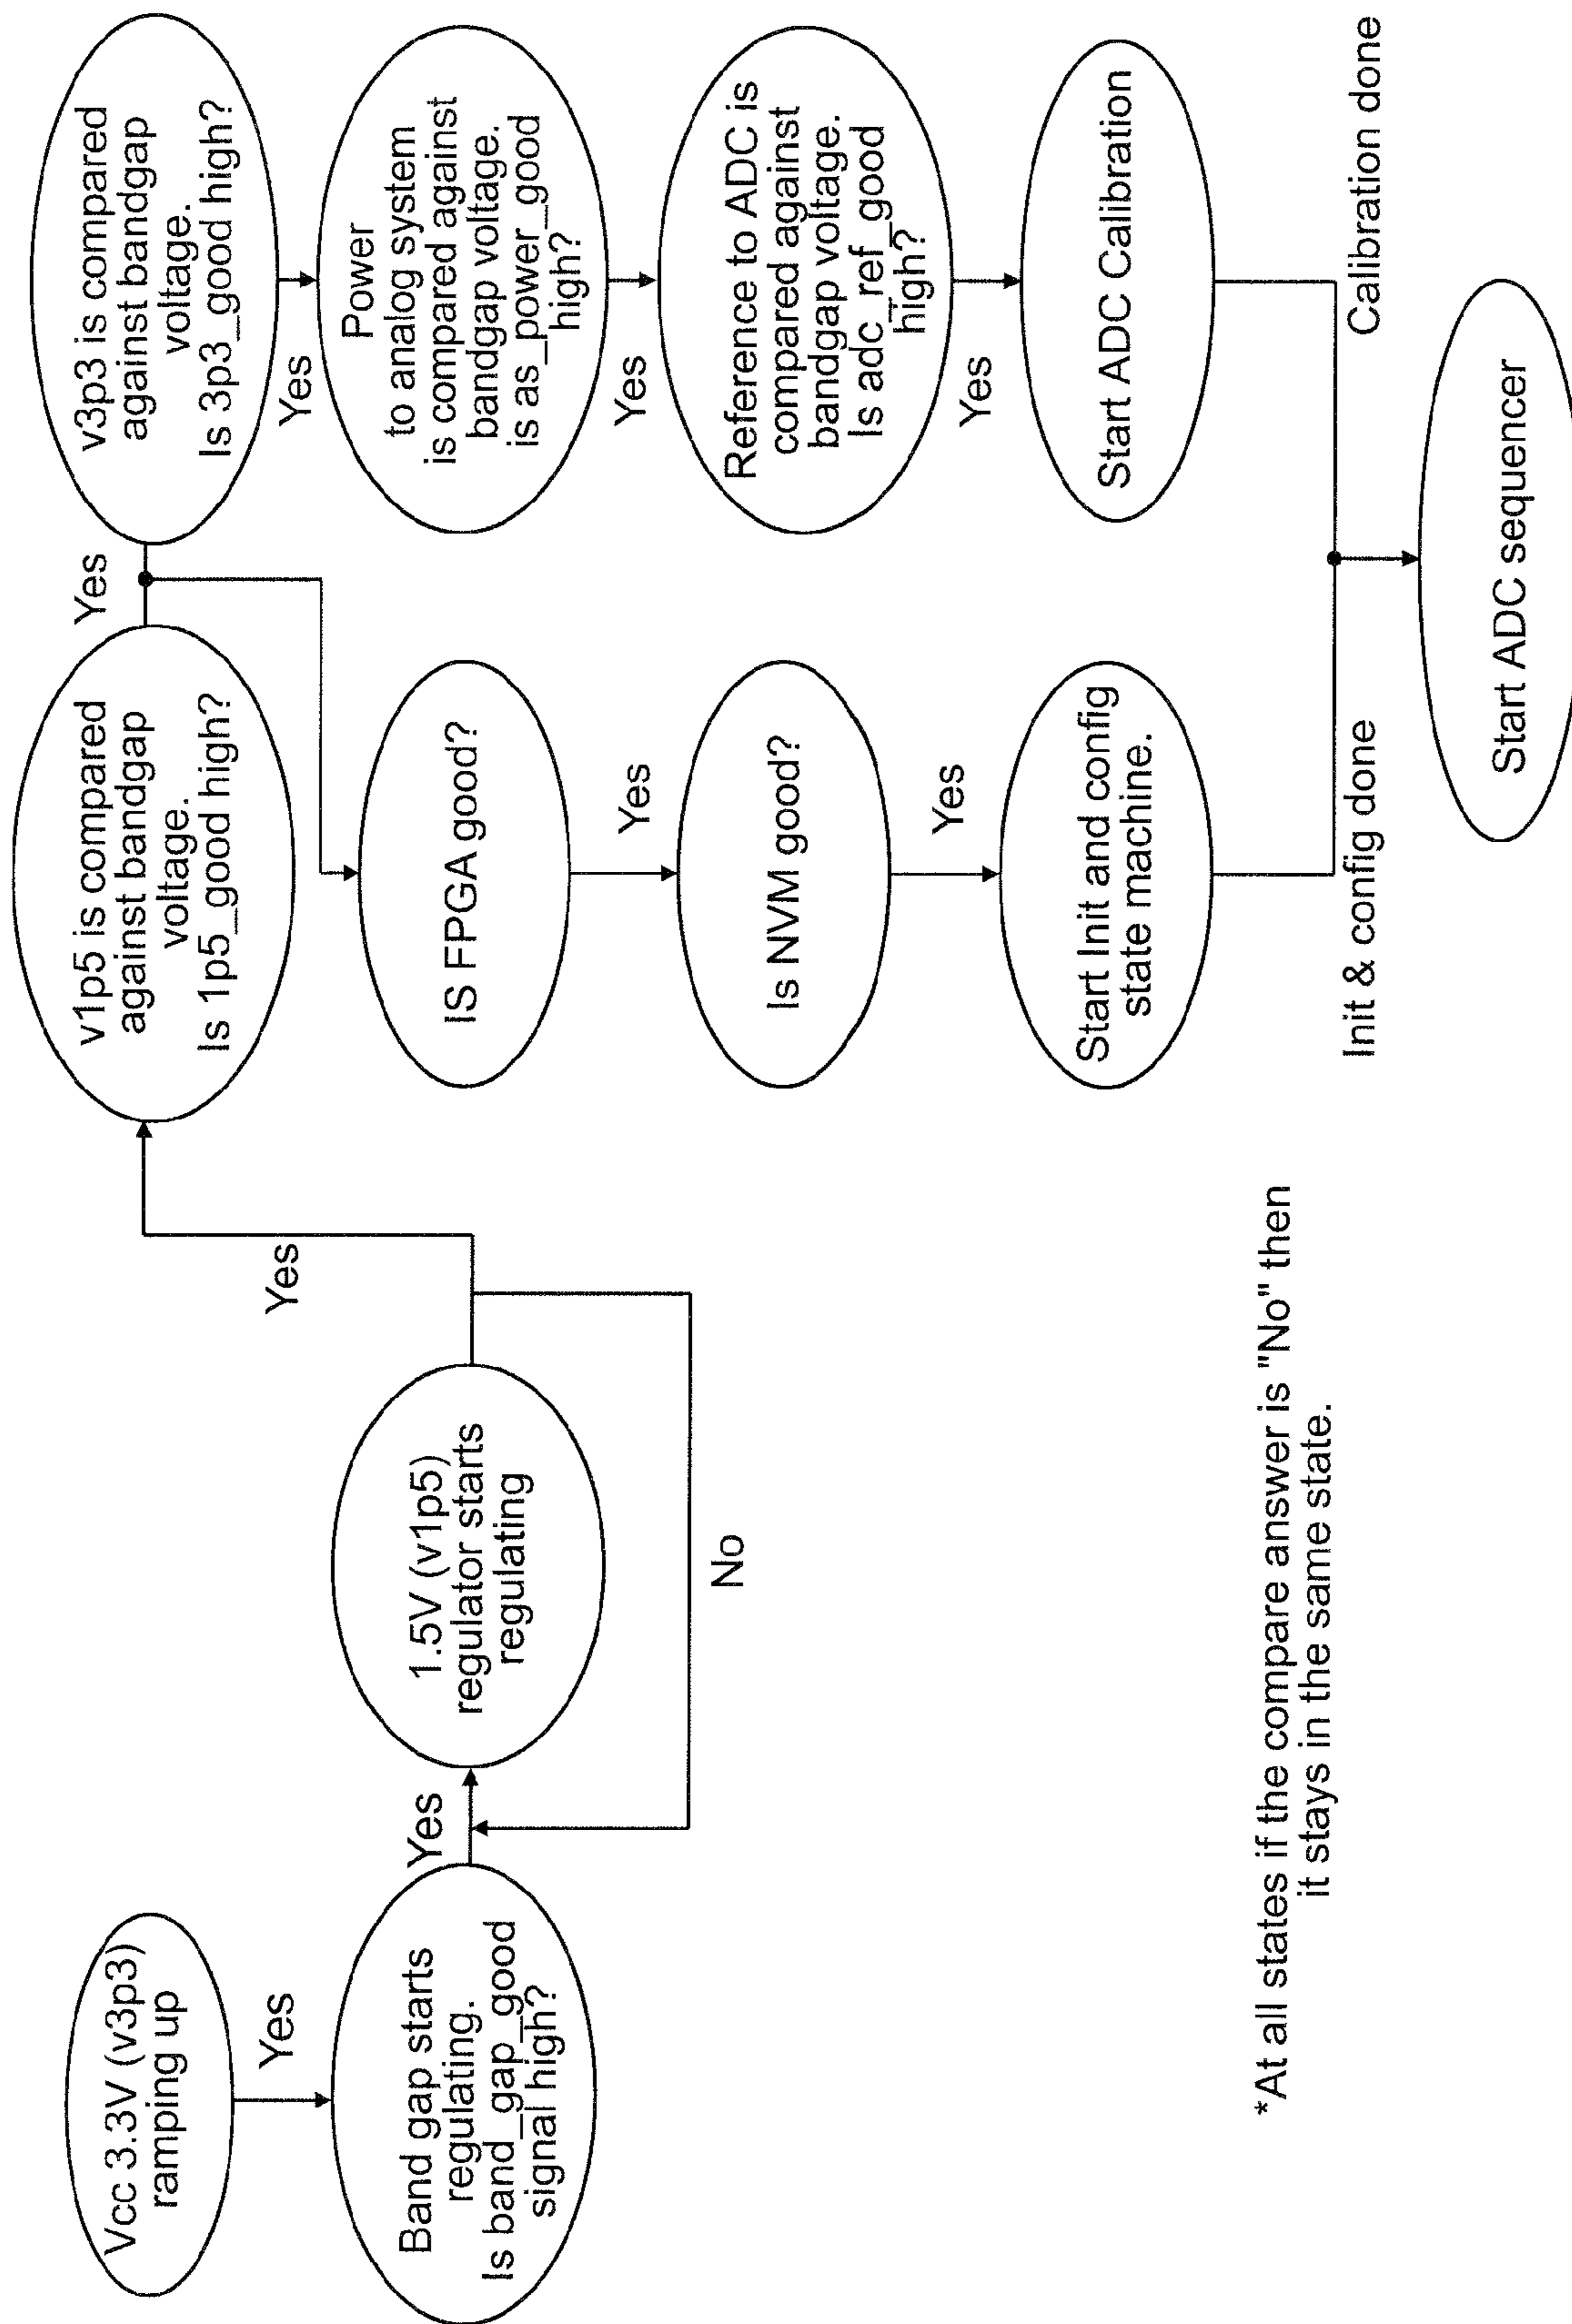 Vcc 3.3V (v3p3)
ramping up
Yes
Band gap starts
regulating.
Is band_gap_good
signal high?
Yes
1.5V (v1p5)
regulator starts
regulating
No
Yes
v1p5 is compared
against bandgap
voltage.
Is 1p5_good high?
Yes
IS FPGA good?
Yes
Is NVM good?
Yes
Start Init and config
state machine.
Init & config done
v3p3 is compared
against bandgap
voltage.
Is 3p3_good high?
Yes
Power
to analog system
is compared against
bandgap voltage.
is as_power_good
high?
Yes
Reference to ADC is
compared against
bandgap voltage.
Is adc_ref_good
high?
Yes
Start ADC Calibration
Calibration done
Start ADC sequencer
*At all states if the compare answer is "No" then
it stays in the same state.